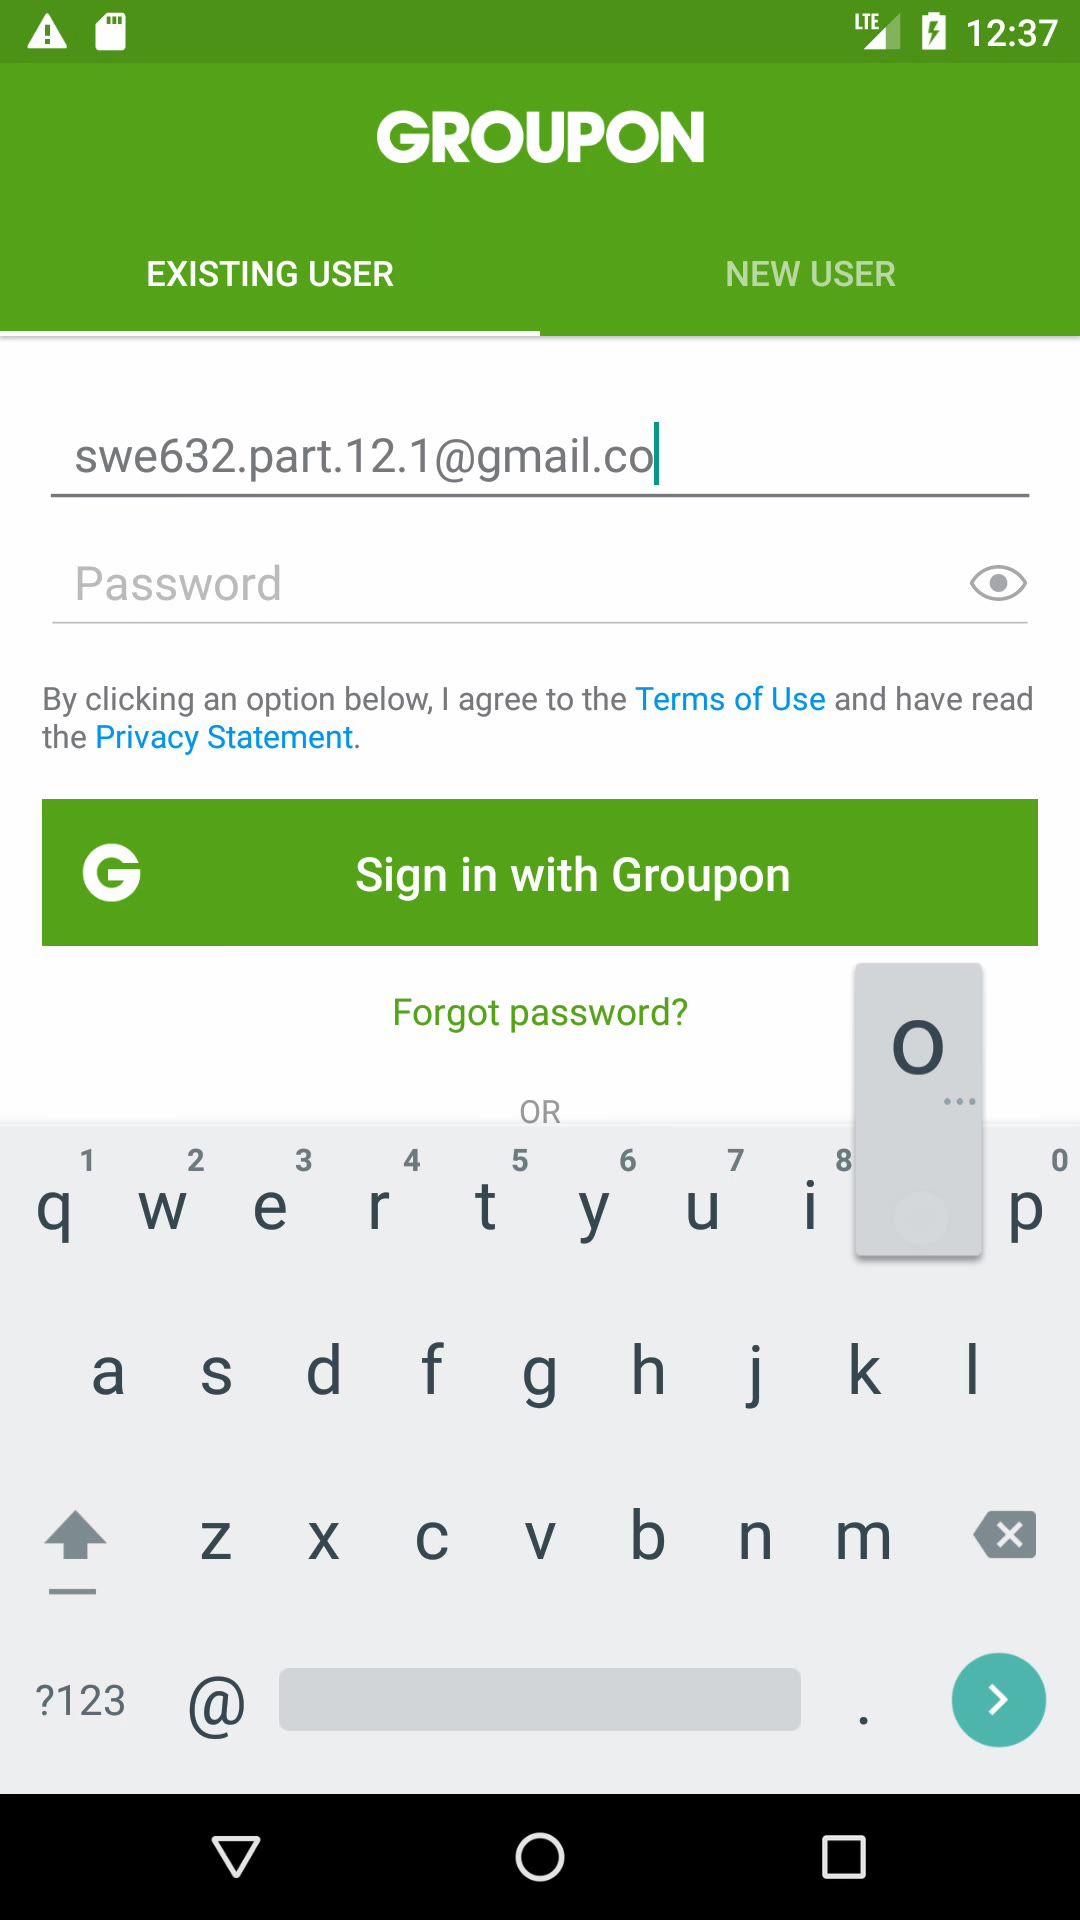 LTE 12:37
GROUPON
EXISTING USER NEW USER
swe632.part.12.1@gmail.co
Password
By clicking an option below, I agree to the Terms of Use and have read
the Privacy Statement.
G Sign in with Groupon
Forgot password?
o
OR
1 2 3 4 5 6 7 8 0
q w e r t y u i p
a s d f g h j k l
z x c v b n m
?123 @ .